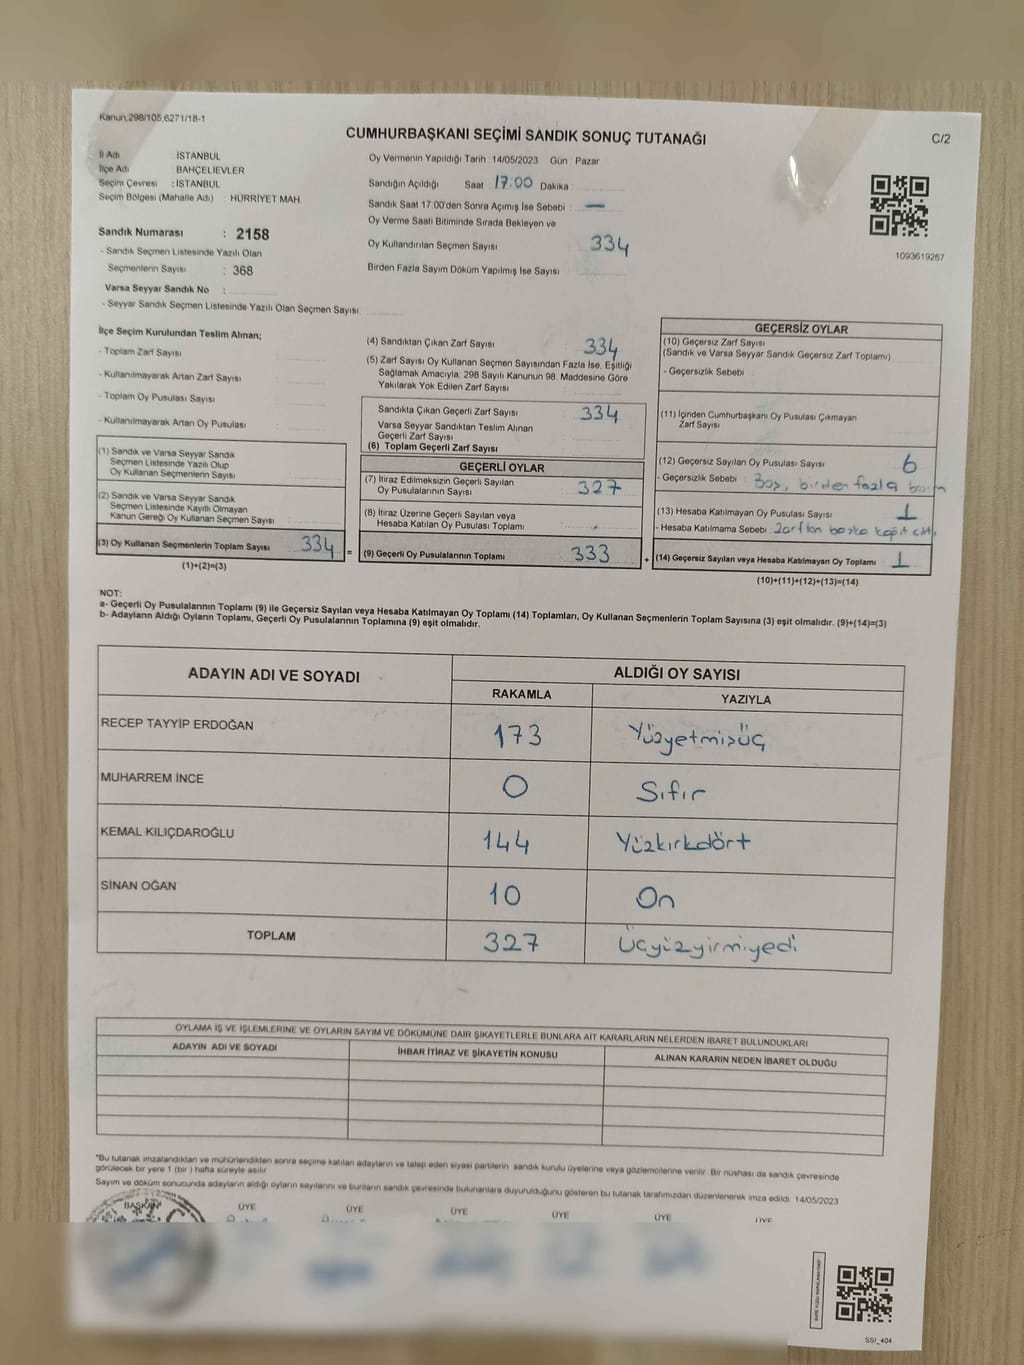 Kanun:298/105,6271/18-1
CUMHURBAŞKANI SEÇİMİ SANDIK SONUÇ TUTANAĞI
C/2
İl Adı : İSTANBUL
İlçe Adı : BAHÇELİEVLER
Seçim Çevresi : İSTANBUL
Seçim Bölgesi (Mahalle Adı) : HÜRRİYET MAH
Sandık Numarası : 2158
- Sandık Seçmen Listesinde Yazılı Olan
Seçmenlerin Sayısı : 368
Varsa Seyyar Sandık No :
- Seyyar Sandık Seçmen Listesinde Yazılı Olan Seçmen Sayısı
Oy Vermenin Yapıldığı Tarih : 14/05/2023 Gün : Pazar
Sandığın Açıldığı Saat : 17:00 Dakika :
Sandık Saat 17:00'den Sonra Açımış İse Sebebi : —
Oy Verme Saati Bitiminde Sırada Bekleyen ve
Oy Kullandırılan Seçmen Sayısı : 334
Birden Fazla Sayım Döküm Yapılmış İse Sayısı
1093619267
İlçe Seçim Kurulundan Teslim Alınan;
- Toplam Zarf Sayısı
- Kullanılmayarak Artan Zarf Sayısı
- Toplam Oy Pusulası Sayısı
- Kullanılmayarak Artan Oy Pusulası
(1) Sandık ve Varsa Seyyar Sandık
Seçmen Listesinde Yazılı Olup
Oy Kullanan Seçmenlerin Sayısı
(2) Sandık ve Varsa Seyyar Sandık
Seçmen Listesinde Kayıtlı Olmayan
Kanun Gereği Oy Kullanan Seçmen Sayısı
(3) Oy Kullanan Seçmenlerin Toplam Sayısı 334
(1)+(2)=(3)
(4) Sandıktan Çıkan Zarf Sayısı : 334
(5) Zarf Sayısı Oy Kullanan Seçmen Sayısından Fazla İse, Eşitliği
Sağlamak Amacıyla; 298 Sayılı Kanunun 98. Maddesine Göre
Yakılarak Yok Edilen Zarf Sayısı
Sandıkta Çıkan Geçerli Zarf Sayısı : 334
Varsa Seyyar Sandıktan Teslim Alınan
Geçerli Zarf Sayısı
(6) Toplam Geçerli Zarf Sayısı
GEÇERLİ OYLAR
(7) İtiraz Edilmeksizin Geçerli Sayılan
Oy Pusulalarının Sayısı : 327
(8) İtiraz Üzerine Geçerli Sayılan veya
Hesaba Katılan Oy Pusulaları Toplamı
= (9) Geçerli Oy Pusulalarının Toplamı 333
GEÇERSİZ OYLAR
(10) Geçersiz Zarf Sayısı
(Sandık ve Varsa Seyyar Sandık Geçersiz Zarf Toplamı)
- Geçersizlik Sebebi :
(11) İçinden Cumhurbaşkanı Oy Pusulası Çıkmayan
Zarf Sayısı
(12) Geçersiz Sayılan Oy Pusulası Sayısı 6
- Geçersizlik Sebebi : Boş, birden fazla basım
(13) Hesaba Katılmayan Oy Pusulası Sayısı 1
- Hesaba Katılmama Sebebi : Zarftan başka kağıt çıktı
+ (14) Geçersiz Sayılan veya Hesaba Katılmayan Oy Toplamı 1
(10)+(11)+(12)+(13)=(14)
NOT:
a- Geçerli Oy Pusulalarının Toplamı (9) ile Geçersiz Sayılan veya Hesaba Katılmayan Oy Toplamı (14) Toplamları, Oy Kullanan Seçmenlerin Toplam Sayısına (3) eşit olmalıdır. (9)+(14)=(3)
b- Adayların Aldığı Oyların Toplamı, Geçerli Oy Pusulalarının Toplamına (9) eşit olmalıdır.
ADAYIN ADI VE SOYADI
ALDIĞI OY SAYISI
RAKAMLA YAZIYLA
RECEP TAYYİP ERDOĞAN 173 Yüzyetmişüç
MUHARREM İNCE 0 Sıfır
KEMAL KILIÇDAROĞLU 144 Yüzkırkdört
SİNAN OĞAN 10 On
TOPLAM 327 Üçyüzyirmiyedi
OYLAMA İŞ VE İŞLEMLERİNE VE OYLARIN SAYIM VE DÖKÜMÜNE DAİR ŞİKAYETLERLE BUNLARA AİT KARARLARIN NELERDEN İBARET BULUNDUKLARI
ADAYIN ADI VE SOYADI İHBAR İTİRAZ VE ŞİKAYETİN KONUSU ALINAN KARARIN NEDEN İBARET OLDUĞU
*Bu tutanak imzalandıktan ve mühürlendikten sonra seçime katılan adayların ve talep eden siyasi partilerin sandık kurulu üyelerine veya gözlemcilerine verilir. Bir nüshası da sandık çevresinde
görülecek bir yere 1 (bir ) hafta süreyle asılır
Sayım ve döküm sonucunda adayların aldığı oyların sayılarını ve bunların sandık çevresinde bulunanlara duyurulduğunu gösteren bu tutanak tarafımızdan düzenlenerek imza edildi. 14/05/2023
BAŞKAN ÜYE ÜYE ÜYE ÜYE ÜYE ÜYE
SSİ_404